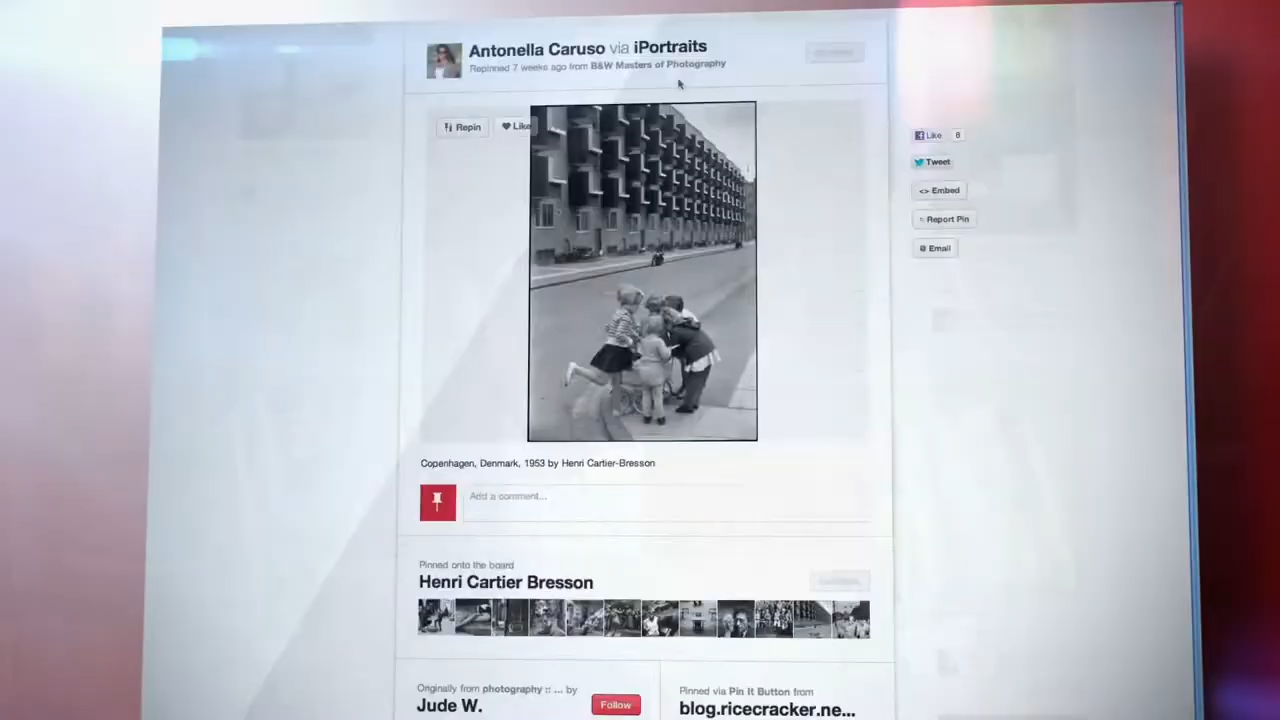 Antonella Caruso via iPortraits
Repinned 7 weeks ago from B&W Masters of Photography
Repin
Like
Like 8
Tweet
<> Embed
Report Pin
@ Email
Copenhagen, Denmark, 1953 by Henri Cartier-Bresson
Add a comment...
Pinned onto the board
Henri Cartier Bresson
Originally from photography :: ... by
Jude W.
Follow
Pinned via Pin It Button from
blog.ricecracker.ne...